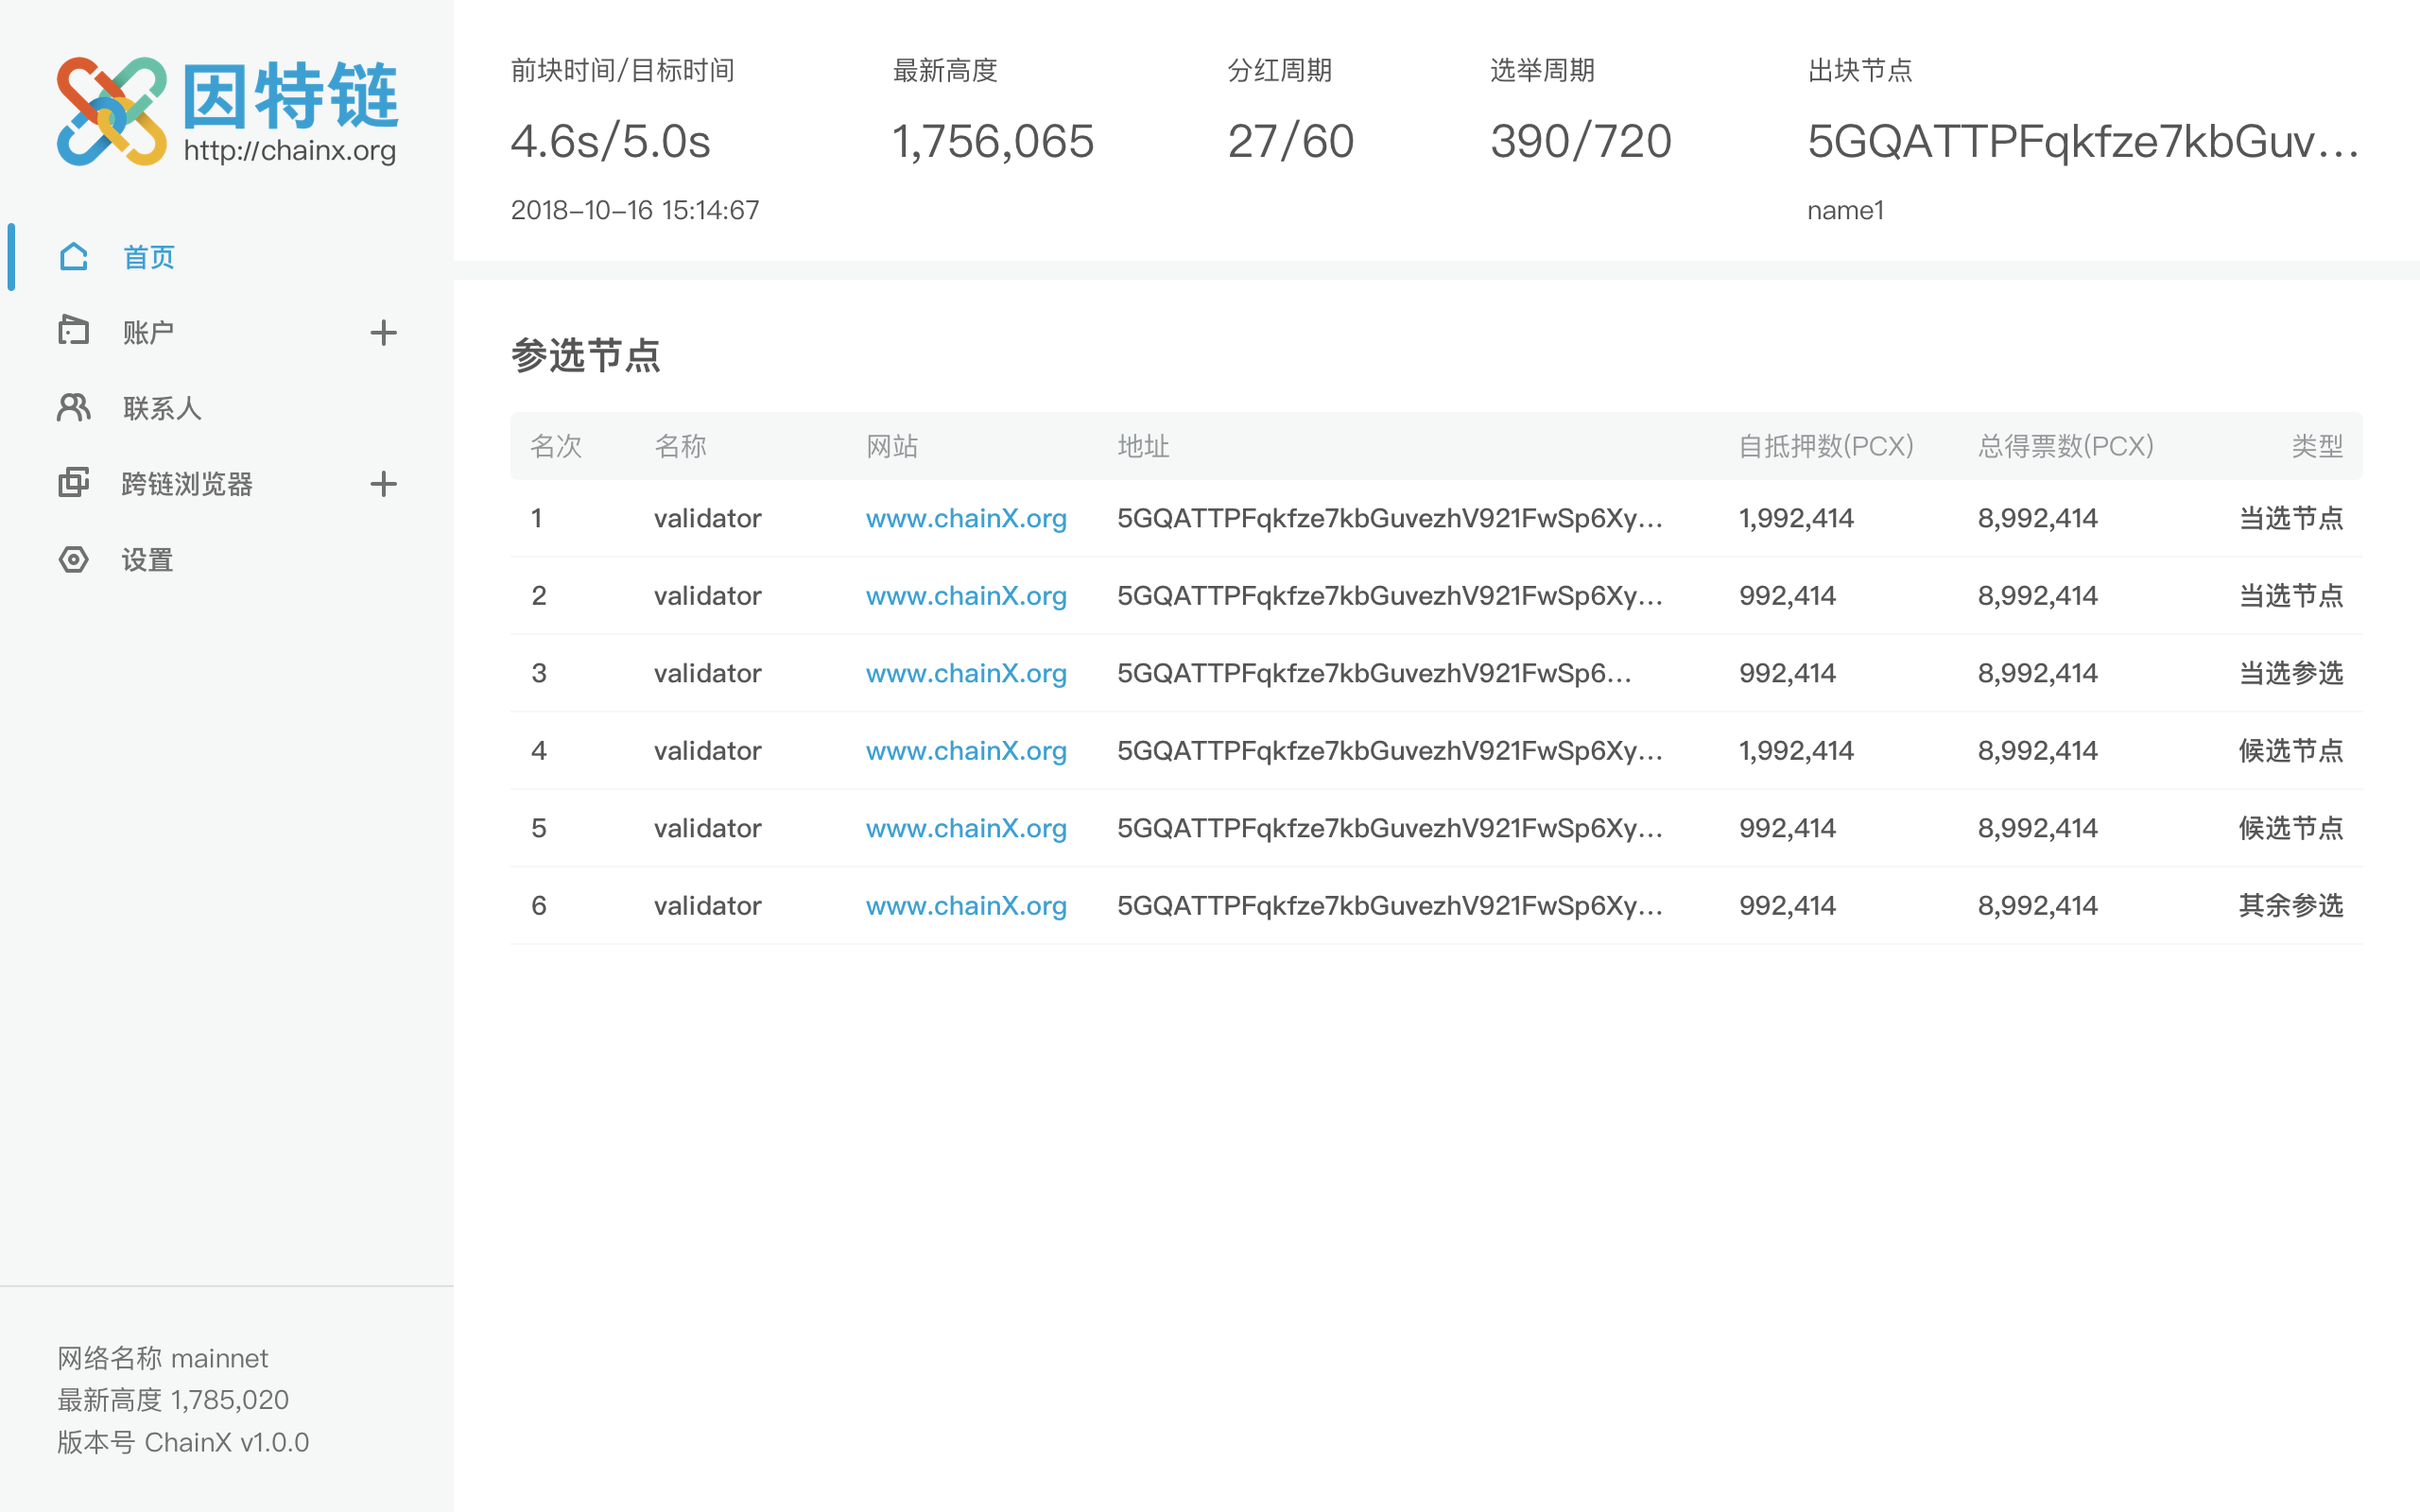 因特链
http://chainx.org
首页
账户
联系人
跨链浏览器
设置
网络名称 mainnet
最新高度 1,785,020
版本号 ChainX v1.0.0
前块时间/目标时间 最新高度 分红周期 选举周期 出块节点
4.6s/5.0s 1,756,065 27/60 390/720 5GQATTPFqkfze7kbGuv...
2018-10-16 15:14:67 name1
参选节点
名次 名称 网站 地址 自抵押数(PCX) 总得票数(PCX) 类型
1 validator www.chainX.org 5GQATTPFqkfze7kbGuvezhV921FwSp6Xy... 1,992,414 8,992,414 当选节点
2 validator www.chainX.org 5GQATTPFqkfze7kbGuvezhV921FwSp6Xy... 992,414 8,992,414 当选节点
3 validator www.chainX.org 5GQATTPFqkfze7kbGuvezhV921FwSp6... 992,414 8,992,414 当选参选
4 validator www.chainX.org 5GQATTPFqkfze7kbGuvezhV921FwSp6Xy... 1,992,414 8,992,414 候选节点
5 validator www.chainX.org 5GQATTPFqkfze7kbGuvezhV921FwSp6Xy... 992,414 8,992,414 候选节点
6 validator www.chainX.org 5GQATTPFqkfze7kbGuvezhV921FwSp6Xy... 992,414 8,992,414 其余参选